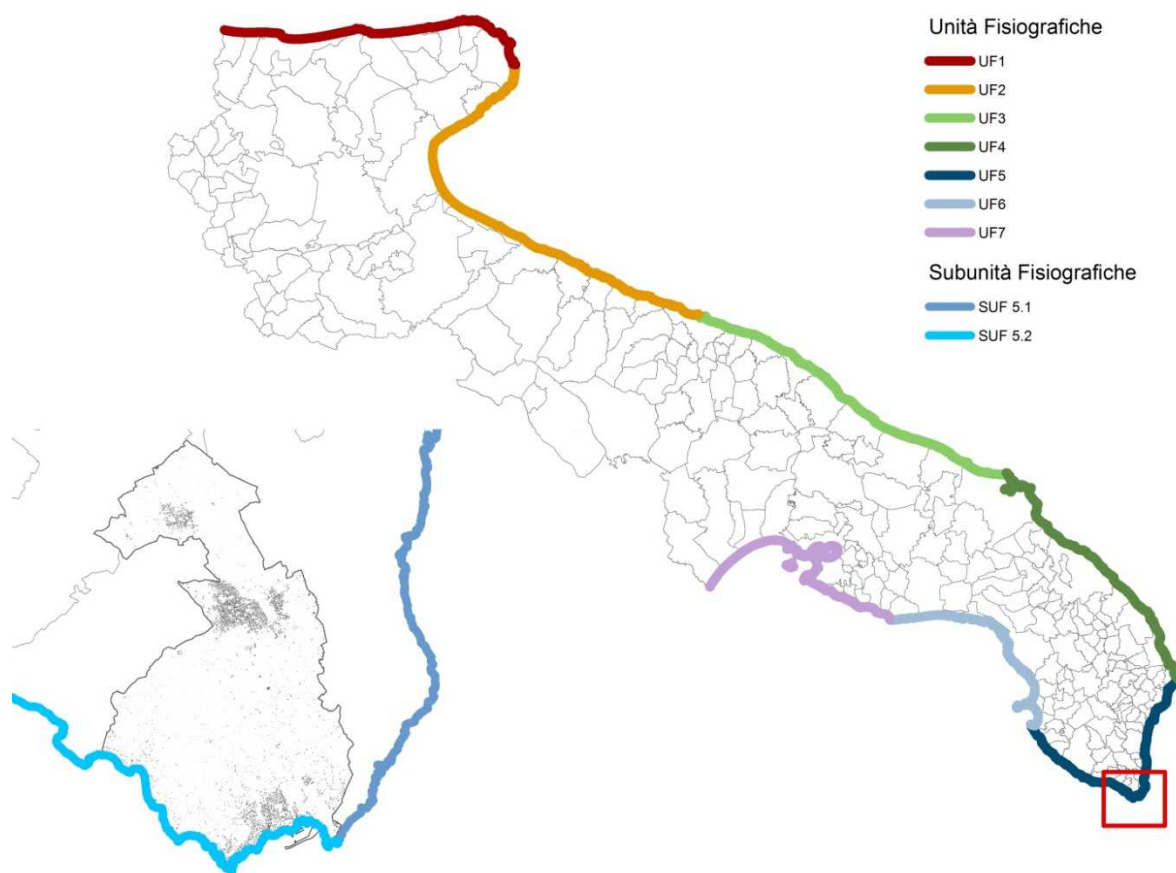 Unità Fisiografiche
UF1
UF2
UF3
UF4
UF5
UF6
UF7
Subunità Fisiografiche
SUF 5.1
SUF 5.2